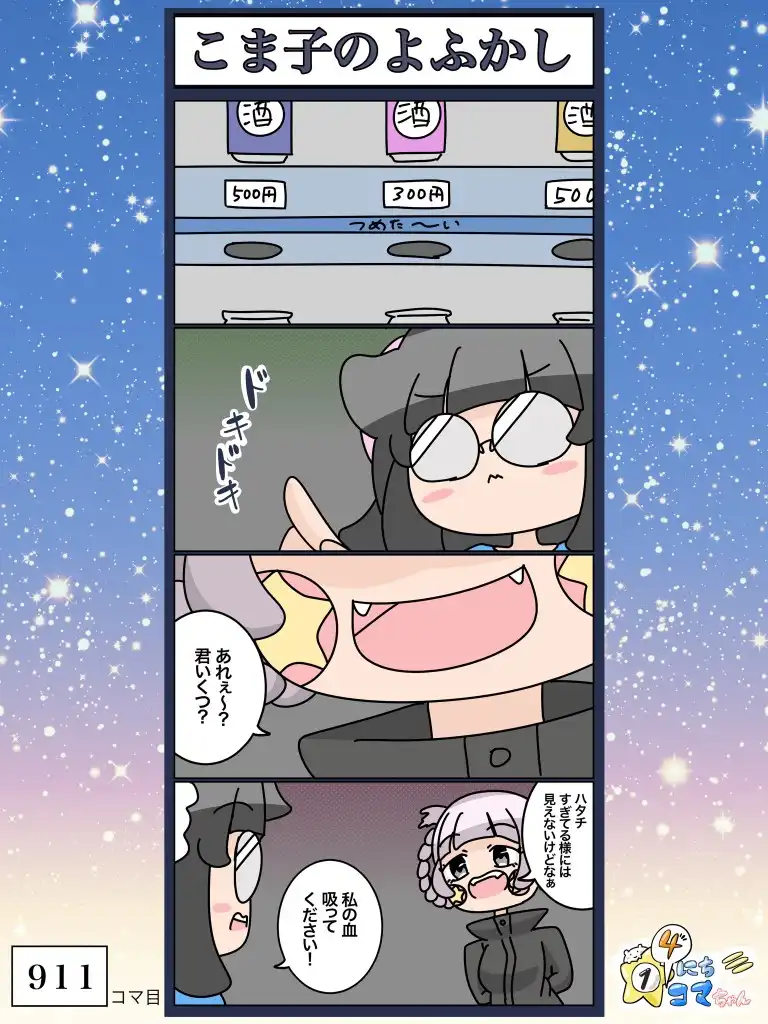 こま子のよふかし
酒
酒
酒
500円
300円
500
つめた〜い
ドキドキ
あれぇ〜?
君いくつ?
ハタチ
すぎてる様には
見えないけどなぁ
私の血
吸って
ください!
911
コマ目
1
4
にち
コマちゃん